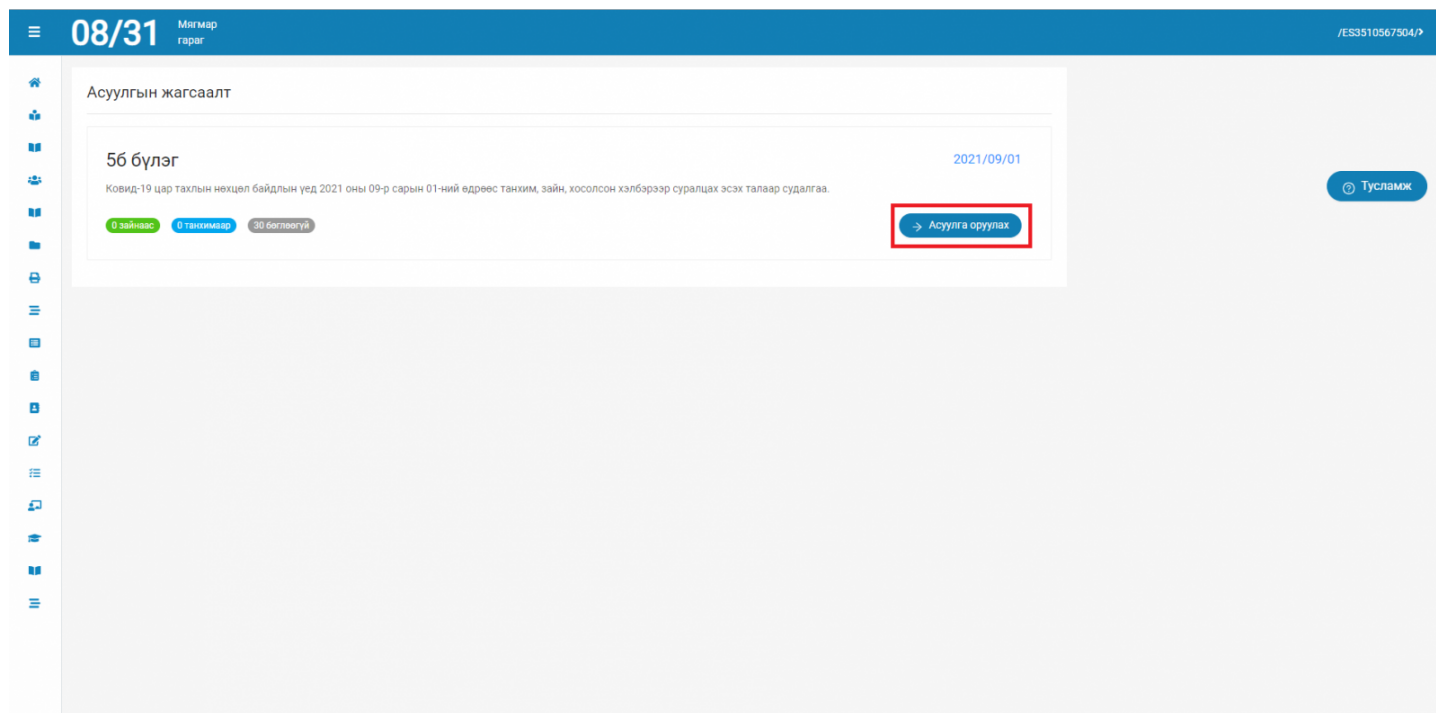 08/31
Мягмар
гараг
/ES3510567504/
Асуулгын жагсаалт
5б бүлэг
2021/09/01
Ковид-19 цар тахлын нөхцөл байдлын үед 2021 оны 09-р сарын 01-ний өдрөөс танхим, зайн, хосолсон хэлбэрээр суралцах эсэх талаар судалгаа.
Тусламж
0 зайнаас
0 танхимаар
30 бөглөөгүй
Асуулга оруулах